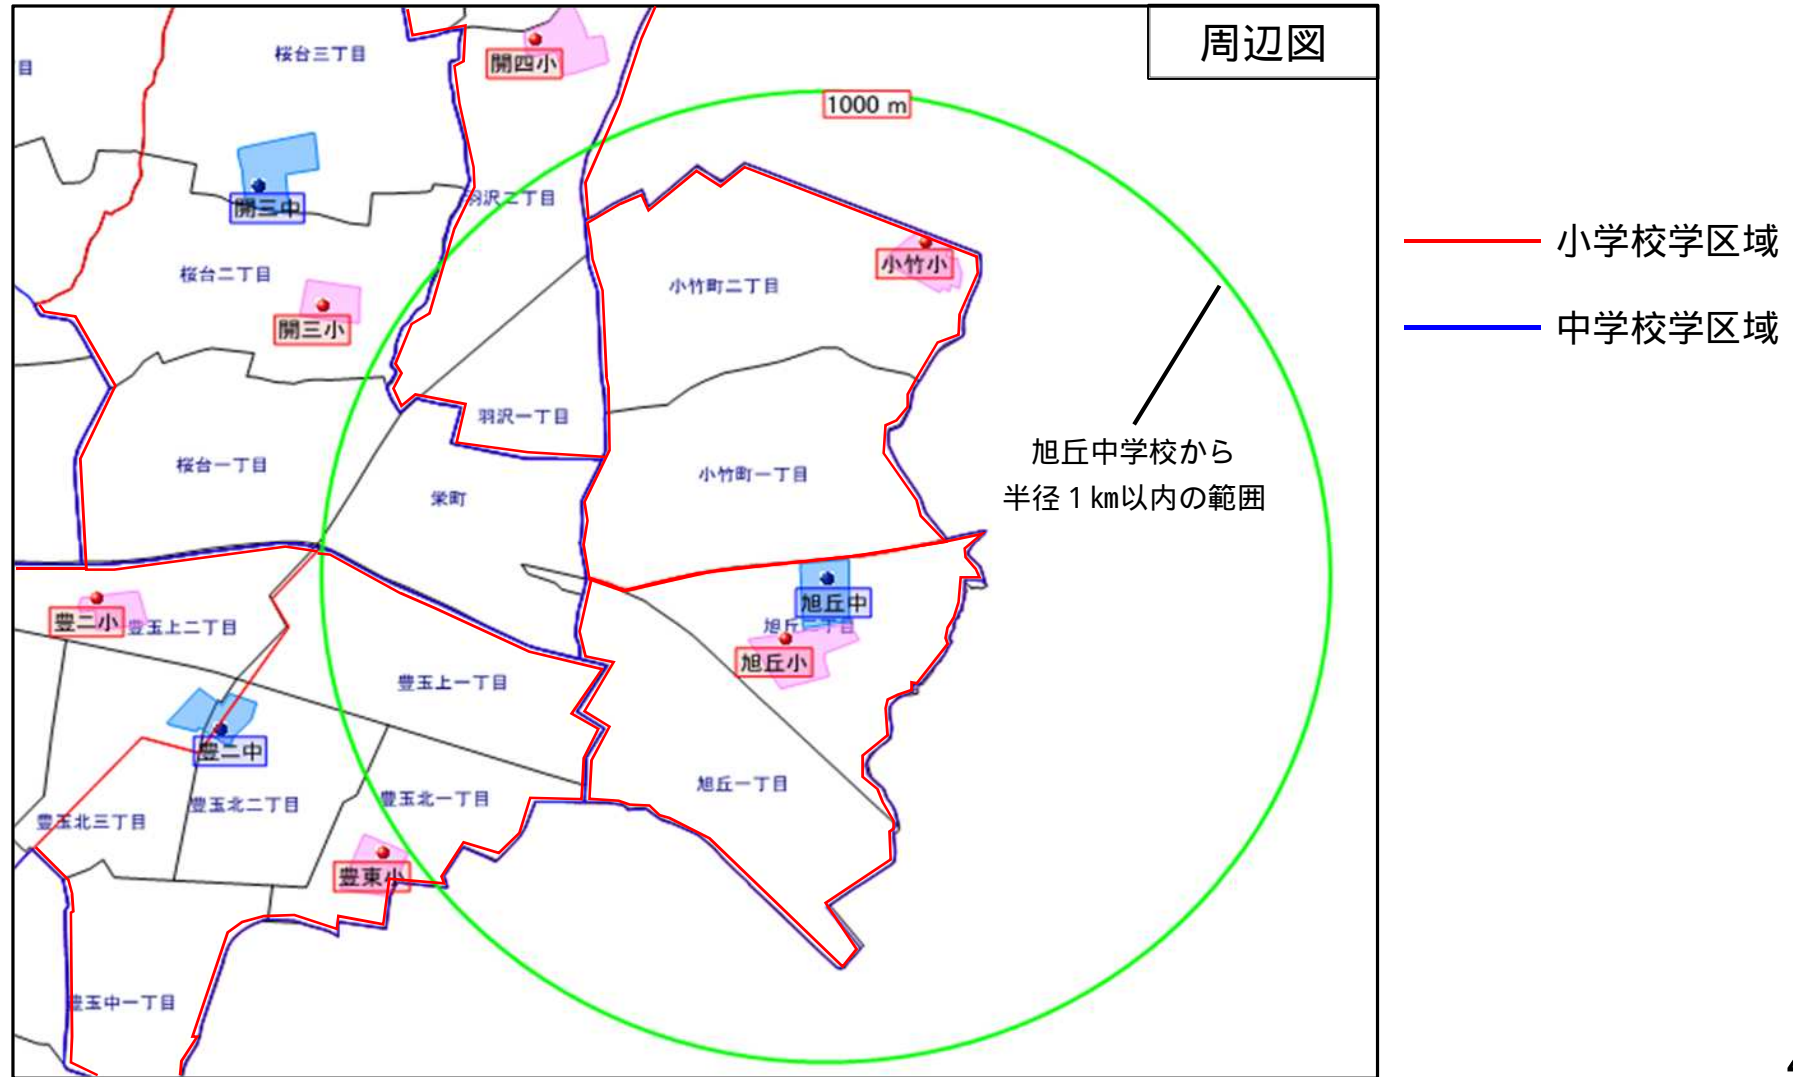 周辺図
目
桜台三丁目
開四小
1000 m
開三中
羽沢二丁目
桜台二丁目
小竹町二丁目
小竹小
開三小
小学校学区域
中学校学区域
羽沢一丁目
桜台一丁目
栄町
小竹町一丁目
旭丘中学校から
半径1km以内の範囲
豊二小
豊玉上二丁目
旭丘中
旭丘二丁目
旭丘小
豊玉上一丁目
豊二中
旭丘一丁目
豊玉北三丁目
豊玉北二丁目
豊玉北一丁目
豊東小
豊玉中一丁目